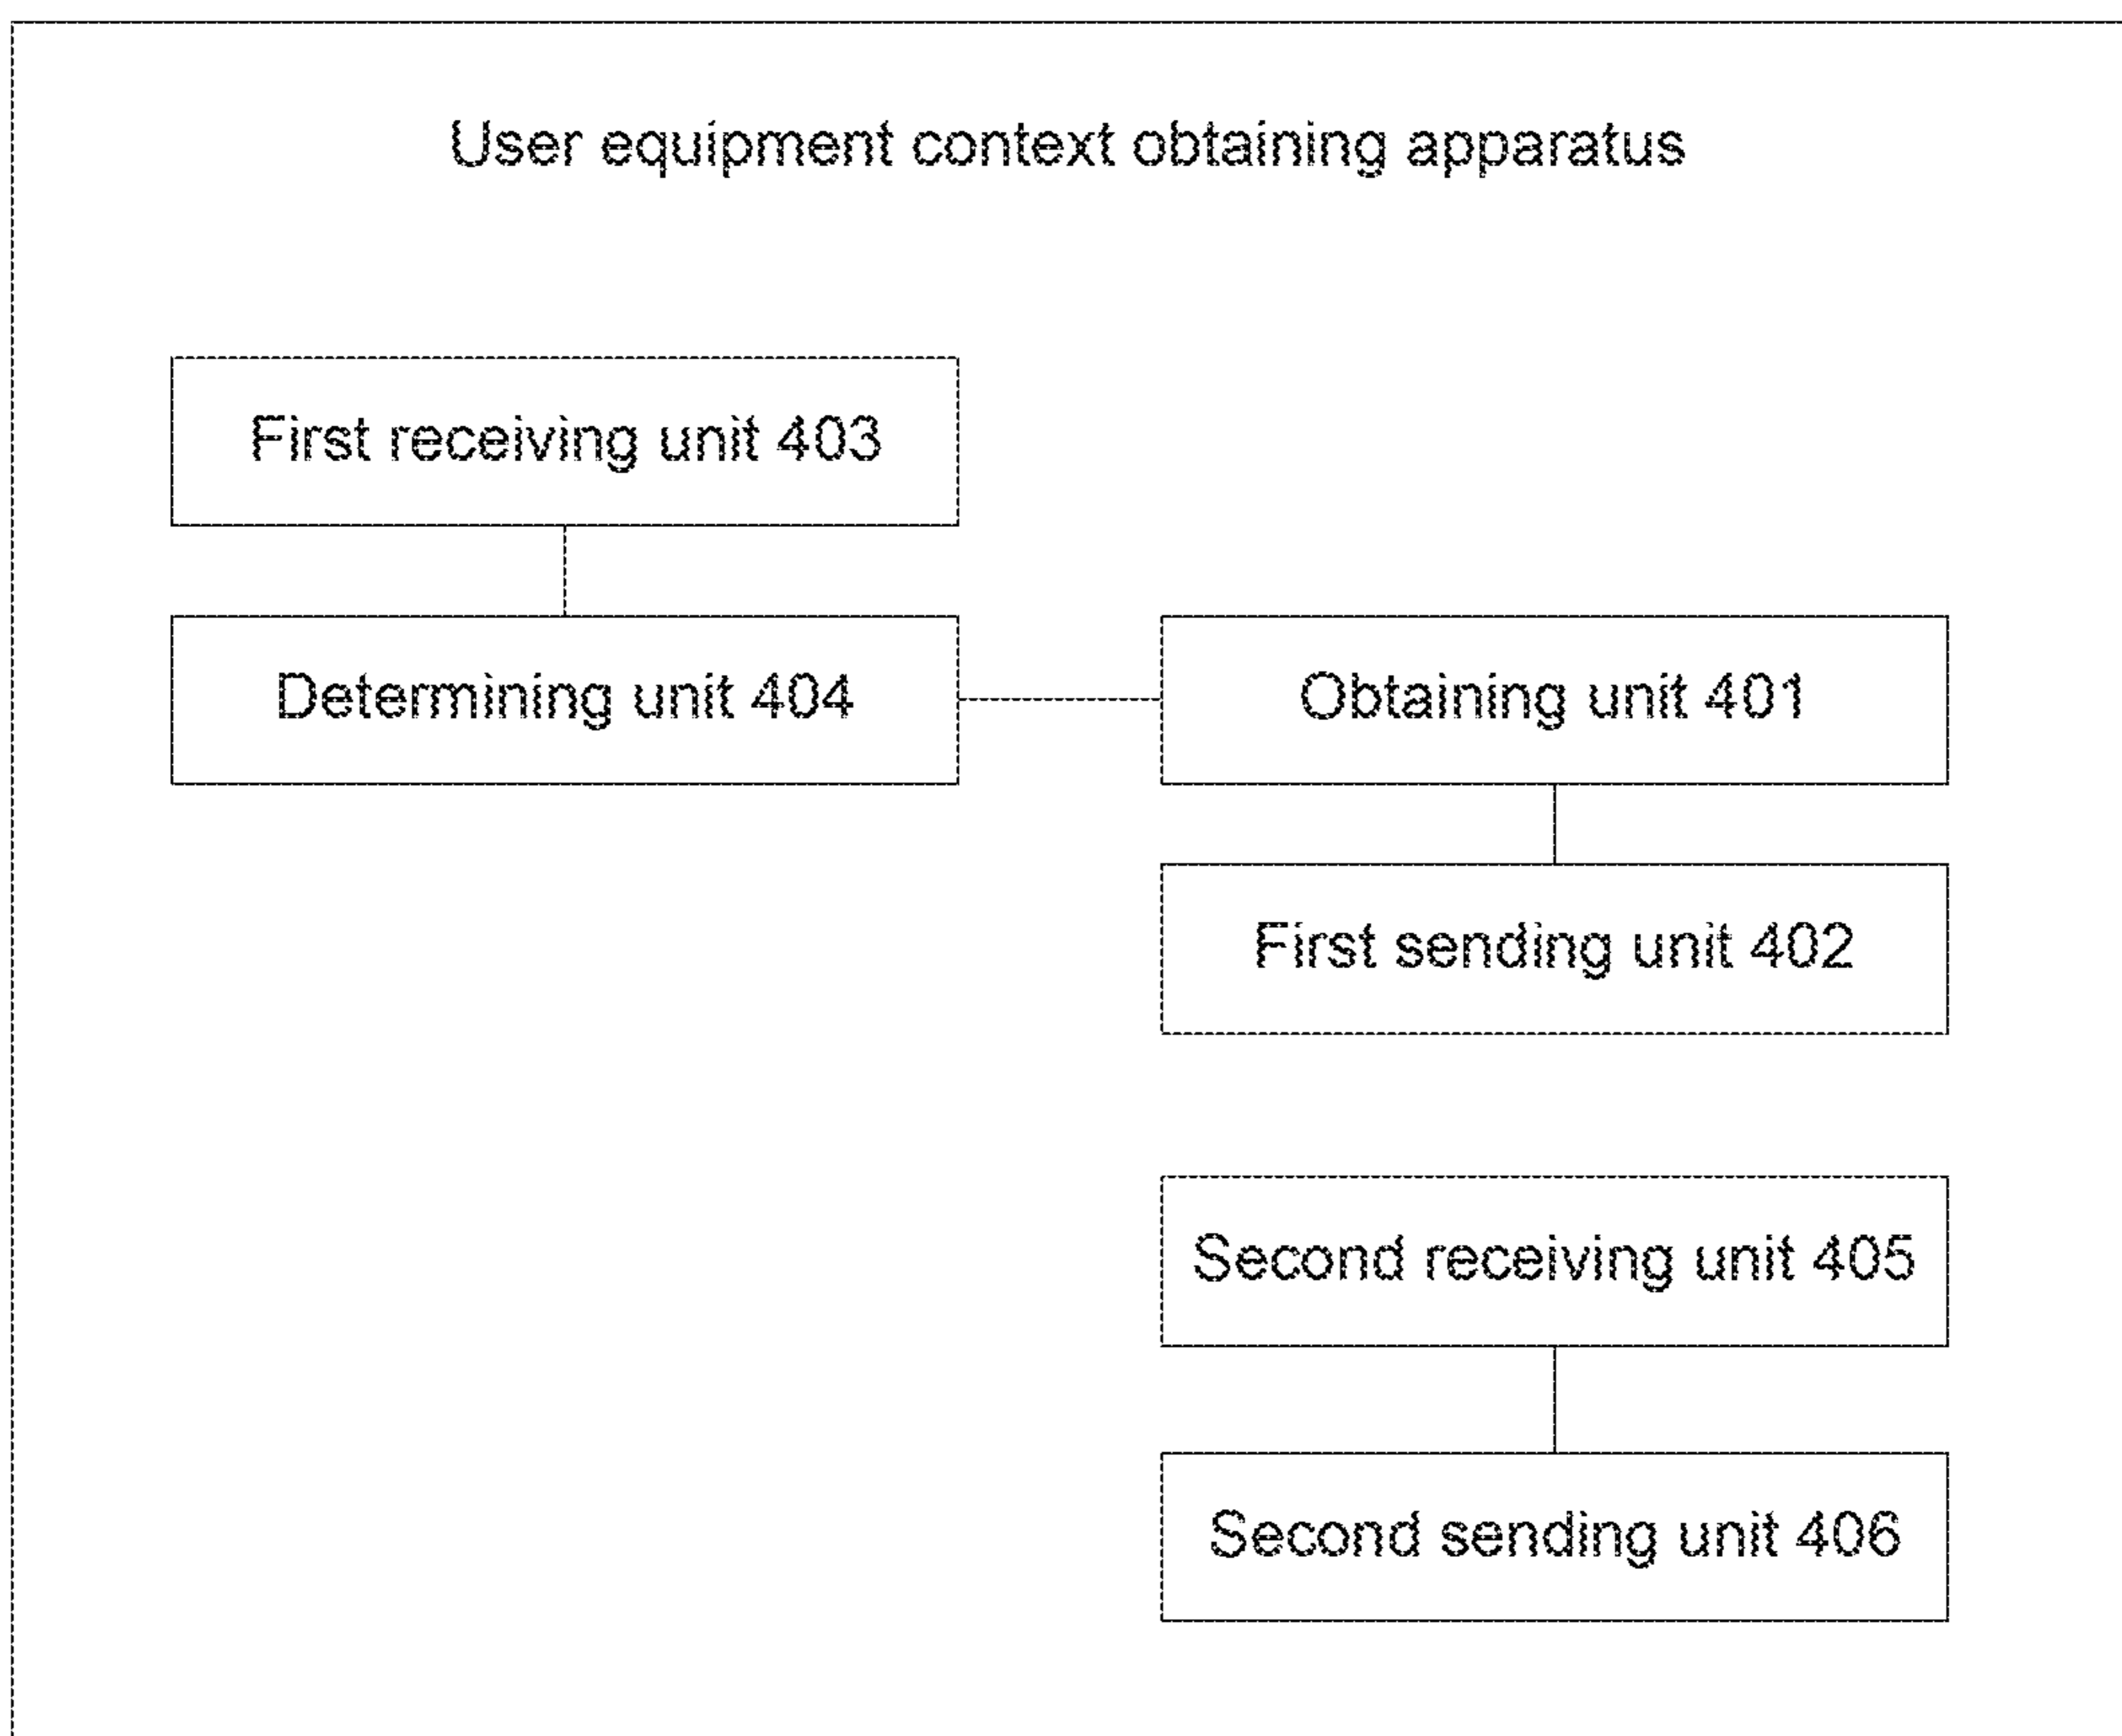 User equipment context obtaining apparatus
First receiving unit 403
Determining unit 404
Obtaining unit 401
First sending unit 402
Second receiving unit 405
Second sending unit 406